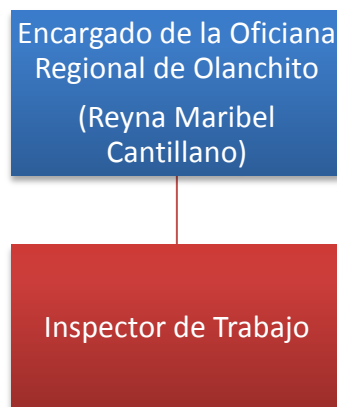 Encargado de la Oficiana
Regional de Olanchito
(Reyna Maribel
Cantillano)
Inspector de Trabajo